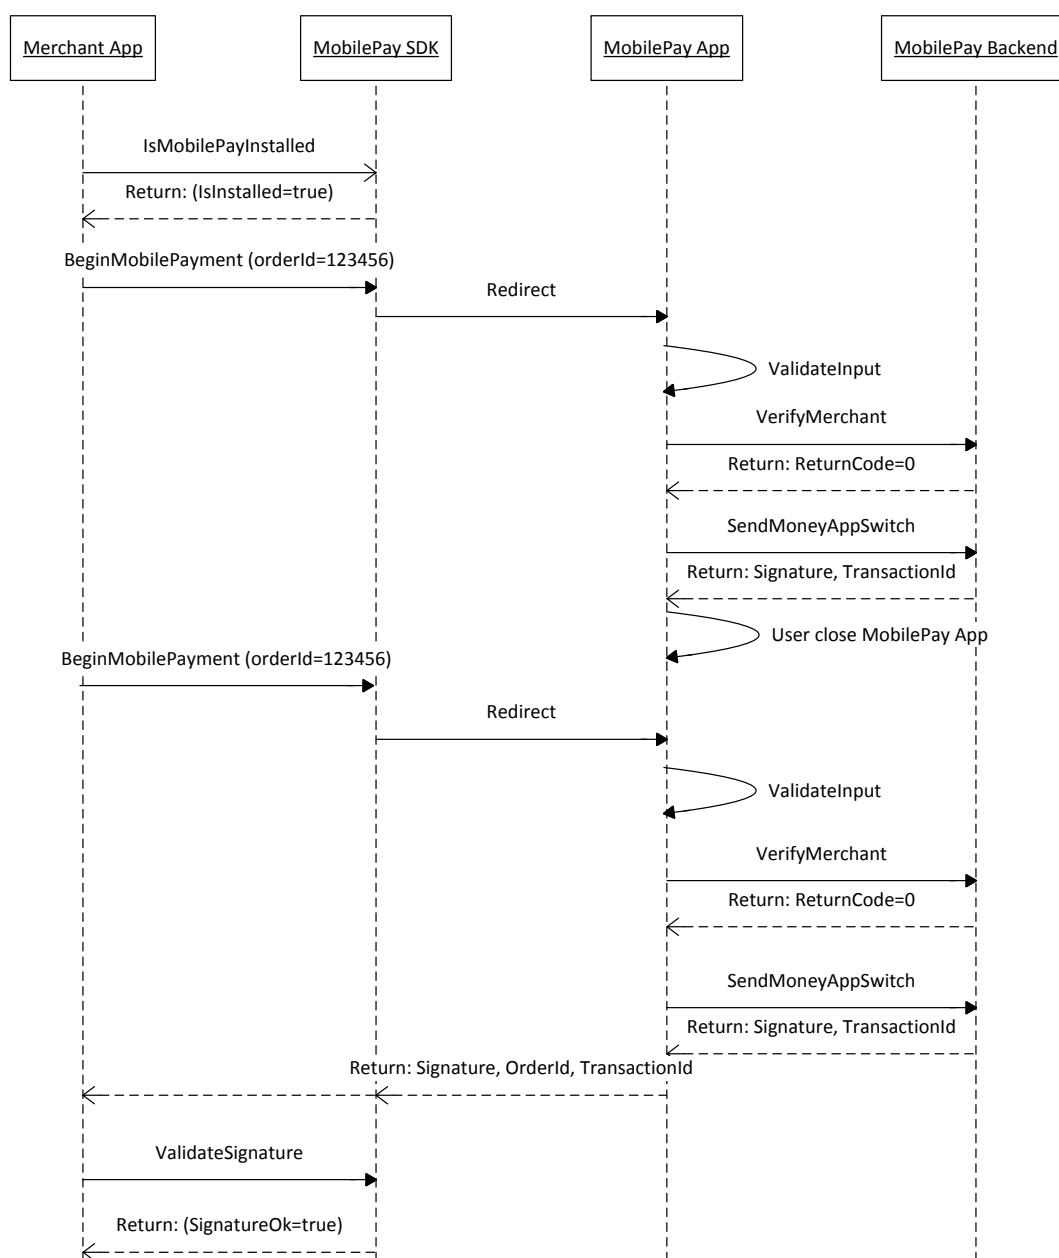 Merchant App
MobilePay SDK
MobilePay App
MobilePay Backend
IsMobilePayInstalled
Return: (IsInstalled=true)
BeginMobilePayment (orderId=123456)
Redirect
ValidateInput
VerifyMerchant
Return: ReturnCode=0
SendMoneyAppSwitch
Return: Signature, TransactionId
User close MobilePay App
BeginMobilePayment (orderId=123456)
Redirect
ValidateInput
VerifyMerchant
Return: ReturnCode=0
SendMoneyAppSwitch
Return: Signature, TransactionId
Return: Signature, OrderId, TransactionId
ValidateSignature
Return: (SignatureOk=true)